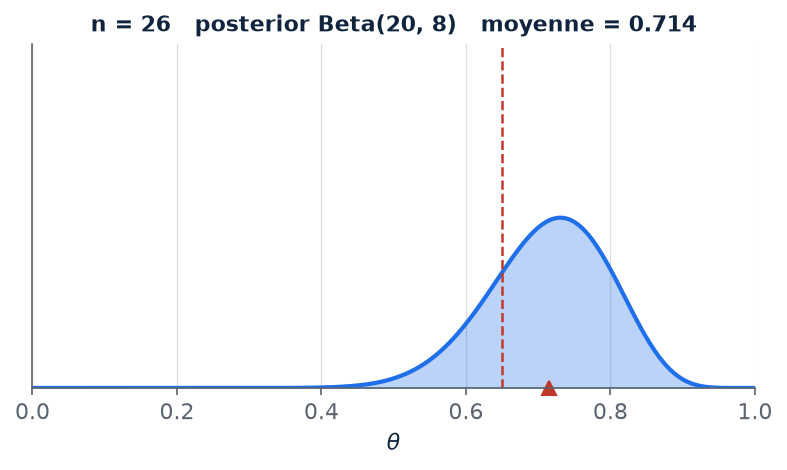 n = 26   posterior Beta(20, 8)   moyenne = 0.714
0.0 0.2 0.4 0.6 0.8 1.0
θ